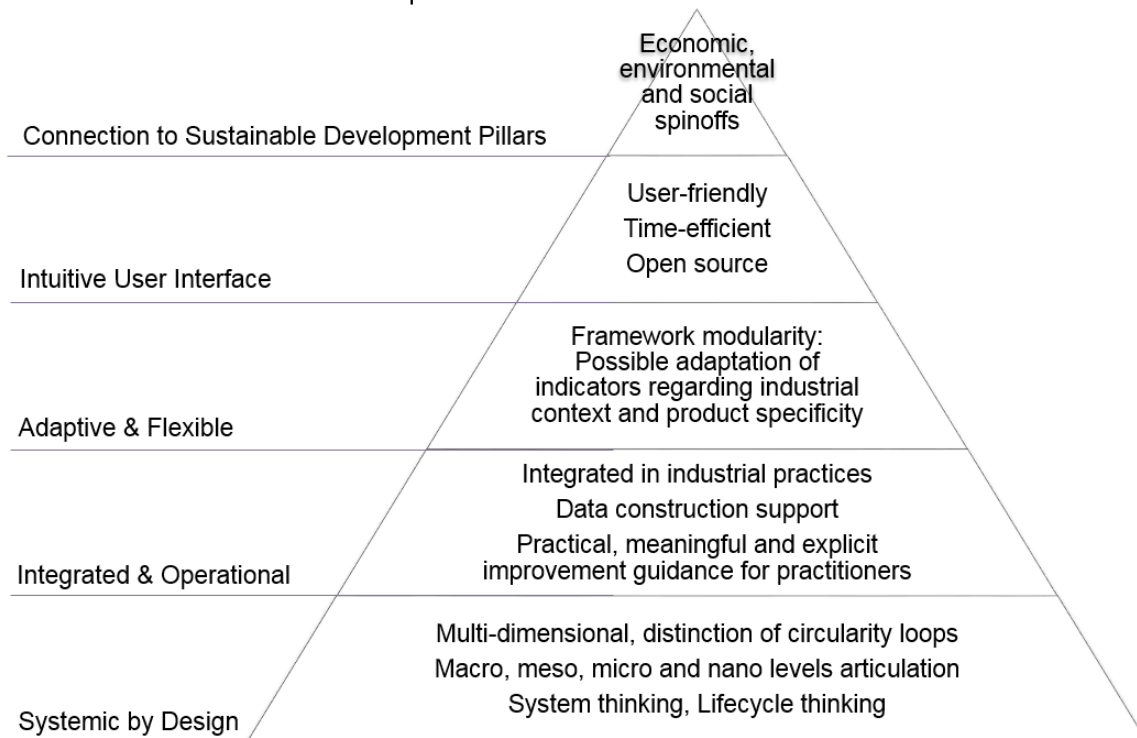 Economic,
environmental
and social
spinoffs
Connection to Sustainable Development Pillars
User-friendly
Time-efficient
Open source
Intuitive User Interface
Framework modularity:
Possible adaptation of
indicators regarding industrial
context and product specificity
Adaptive & Flexible
Integrated in industrial practices
Data construction support
Practical, meaningful and explicit
improvement guidance for practitioners
Integrated & Operational
Multi-dimensional, distinction of circularity loops
Macro, meso, micro and nano levels articulation
System thinking, Lifecycle thinking
Systemic by Design